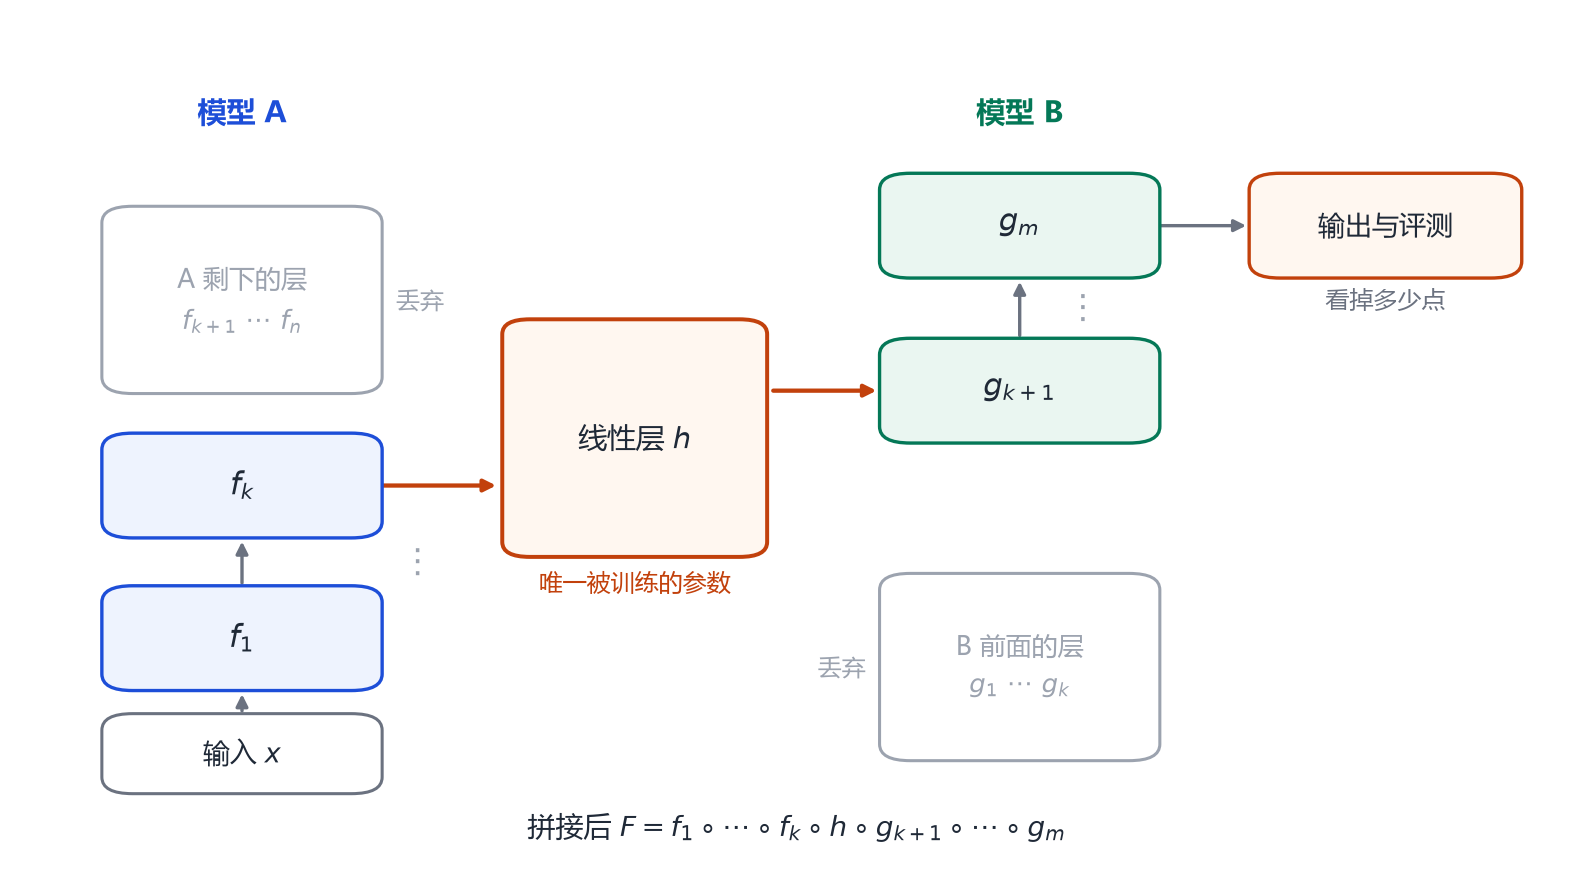 模型 A
模型 B
A 剩下的层
f_{k+1} ⋯ f_n
丢弃
g_m
输出与评测
看掉多少点
⋮
g_{k+1}
线性层 h
唯一被训练的参数
f_k
⋮
f_1
输入 x
丢弃
B 前面的层
g_1 ⋯ g_k
拼接后 F = f_1 ∘ ⋯ ∘ f_k ∘ h ∘ g_{k+1} ∘ ⋯ ∘ g_m